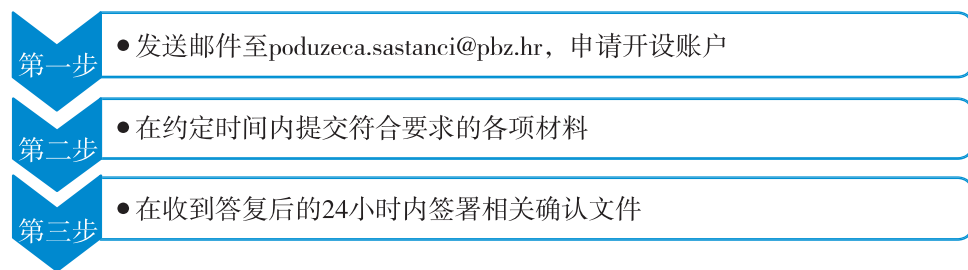 第一步
●发送邮件至poduzeca.sastanci@pbz.hr，申请开设账户
第二步
●在约定时间内提交符合要求的各项材料
第三步
●在收到答复后的24小时内签署相关确认文件